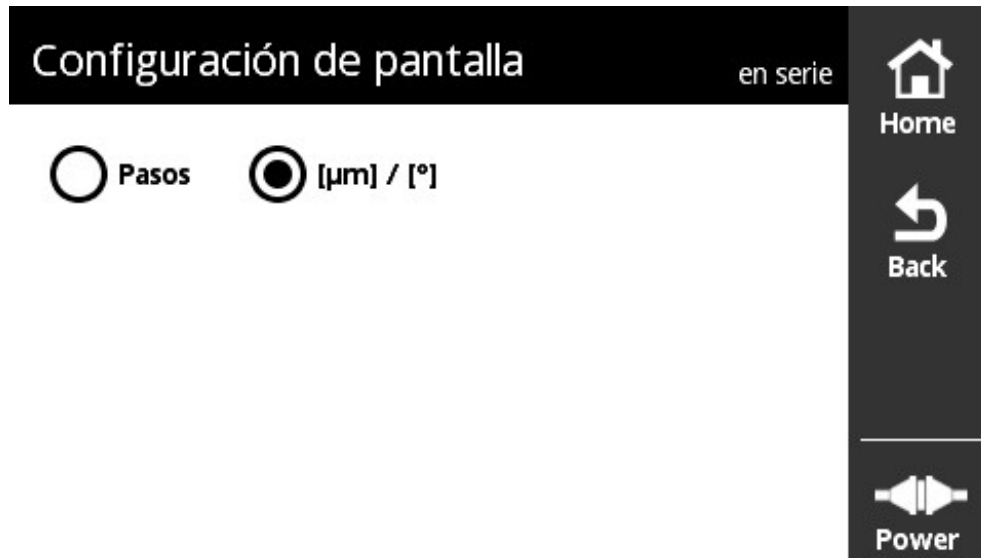 Configuración de pantalla
en serie
Home
Pasos
[µm] / [°]
Back
Power